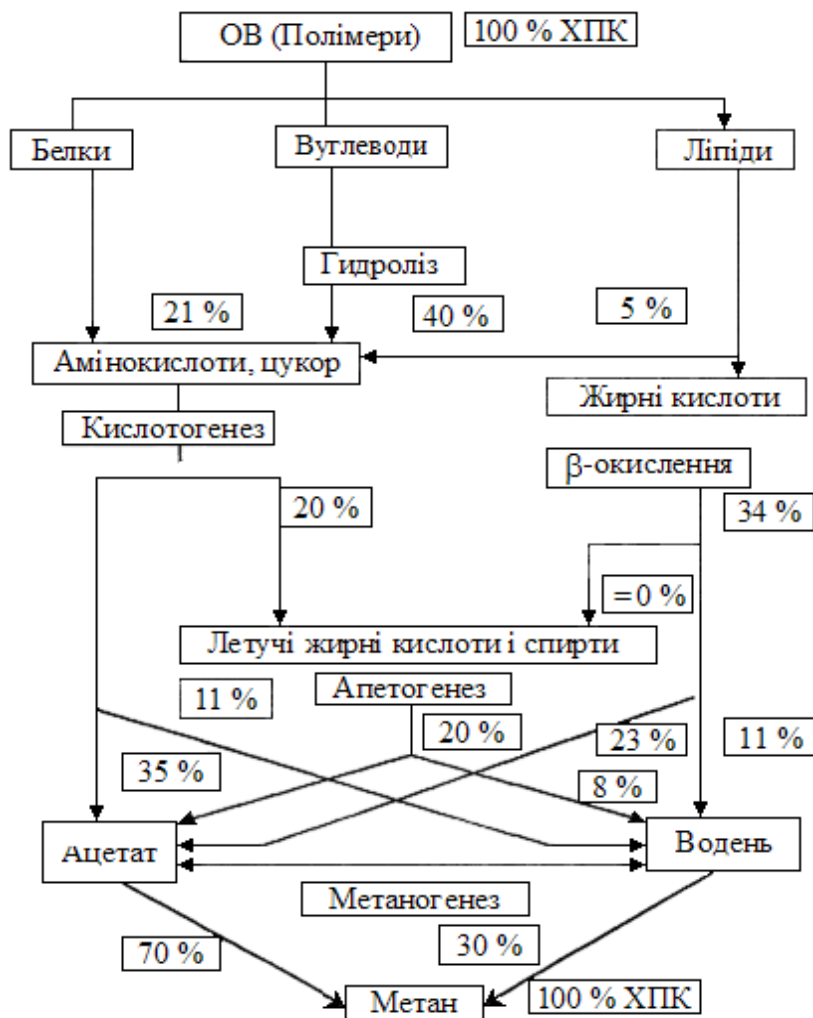 ОВ (Полімери)
100 % ХПК
Белки
Вуглеводи
Ліпіди
Гидроліз
21 %
40 %
5 %
Амінокислоти, цукор
Жирні кислоти
Кислотогенез
β-окислення
20 %
34 %
=0 %
Летучі жирні кислоти і спирти
11 %
Апетогенез
20 %
23 %
11 %
35 %
8 %
Ацетат
Водень
Метаногенез
70 %
30 %
Метан
100 % ХПК